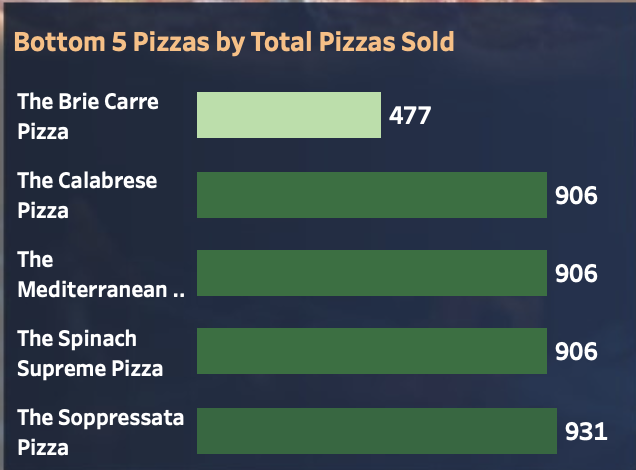 Bottom 5 Pizzas by Total Pizzas Sold
The Brie Carre
Pizza
477
The Calabrese
Pizza
906
The
Mediterranean ..
906
The Spinach
Supreme Pizza
906
The Soppressata
Pizza
931